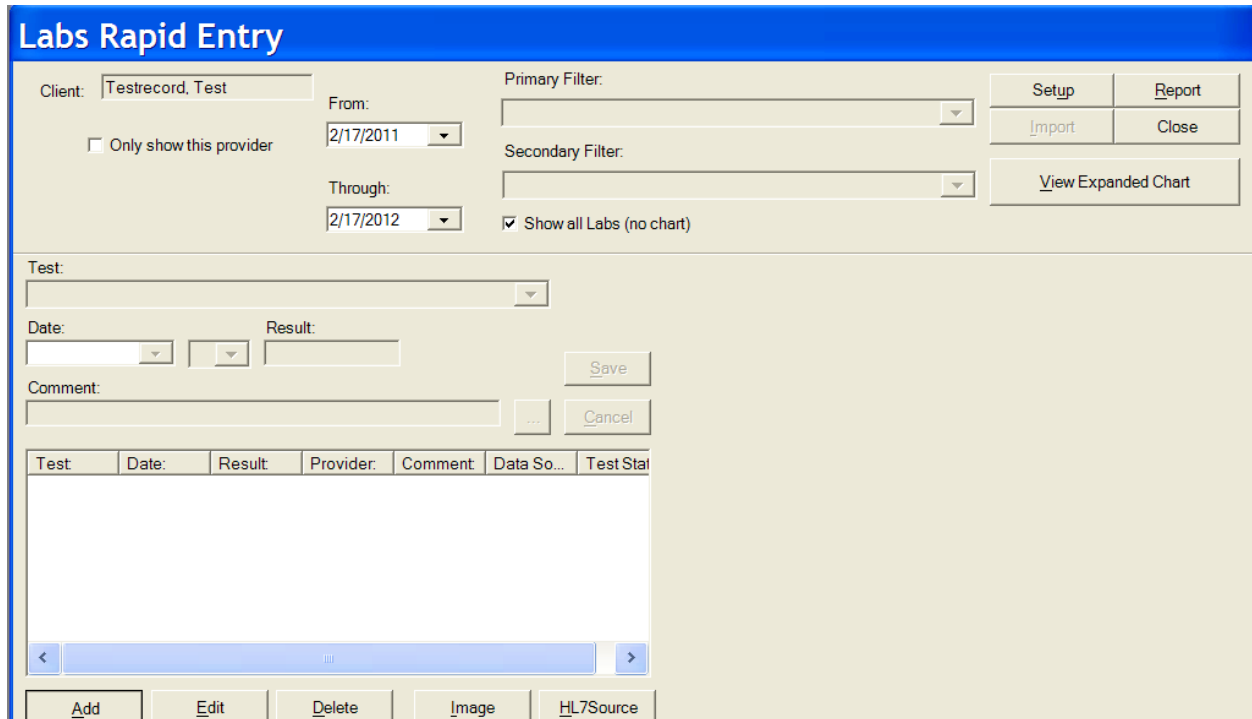 Labs Rapid Entry
Client: Testrecord, Test
Only show this provider
From:
2/17/2011
Through:
2/17/2012
Primary Filter:
Secondary Filter:
Show all Labs (no chart)
Setup Report
Import Close
View Expanded Chart
Test:
Date: Result:
Save
Comment:
... Cancel
Test: Date: Result: Provider: Comment: Data So... Test Stat
Add Edit Delete Image HL7Source